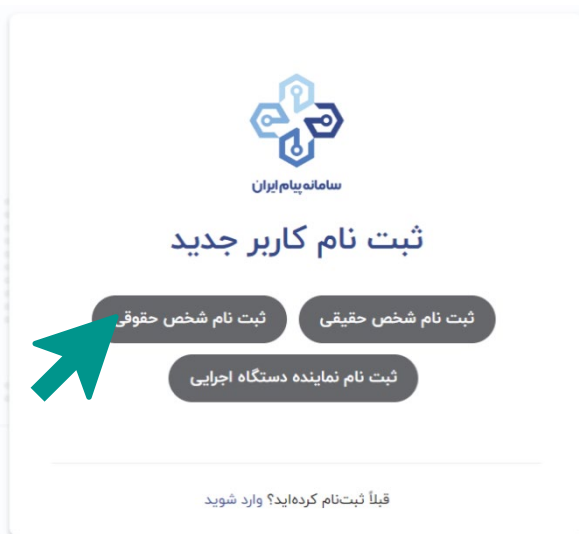 سامانه پیام ایران
ثبت نام کاربر جدید
ثبت نام شخص حقیقی
ثبت نام شخص حقوقی
ثبت نام نماینده دستگاه اجرایی
قبلاً ثبت‌نام کرده‌اید؟ وارد شوید